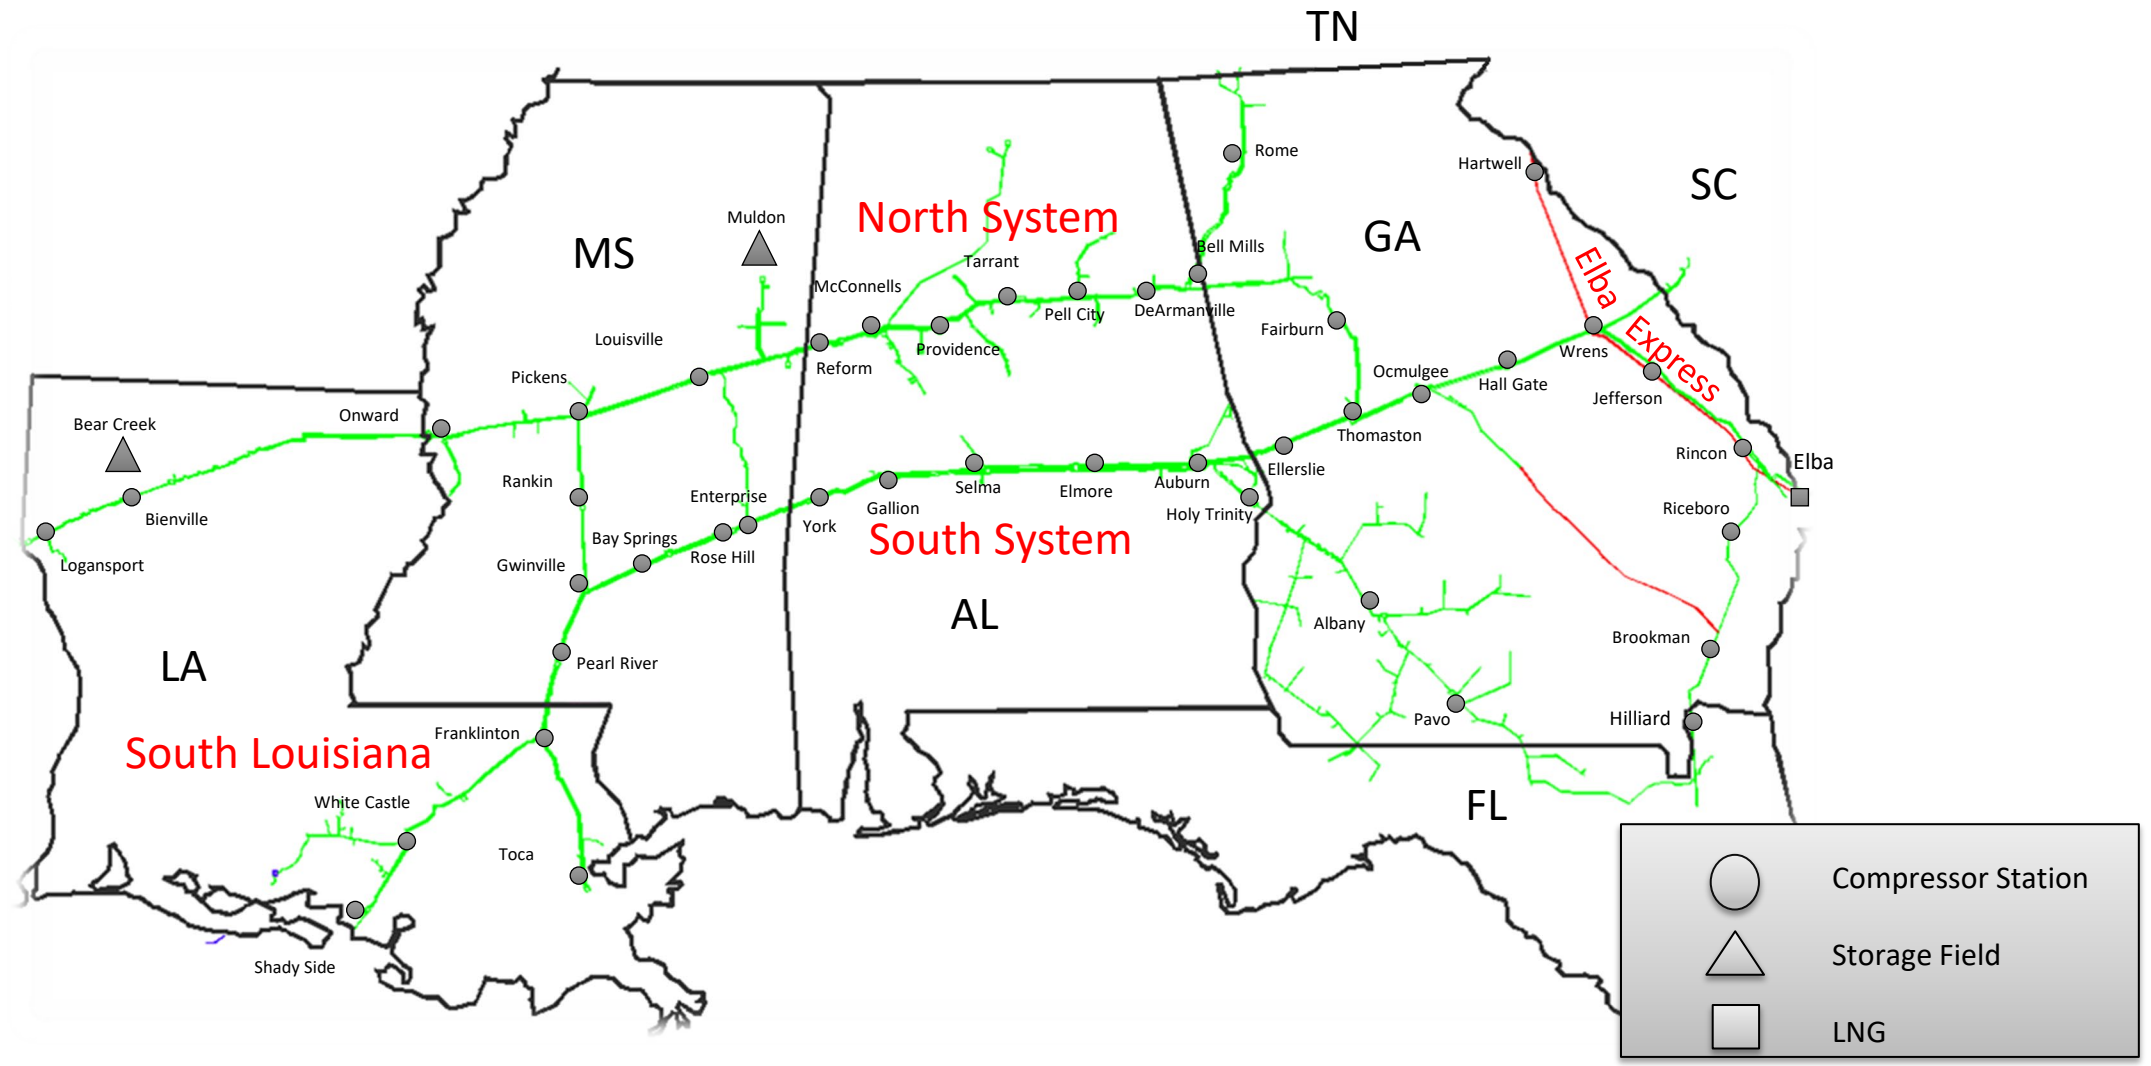 TN
Rome
Hartwell
SC
Muldon
North System
GA
MS
Bell Mills
Elba
Express
Tarrant
McConnells
Pell City
DeArmanville
Fairburn
Louisville
Providence
Reform
Wrens
Hall Gate
Ocmulgee
Jefferson
Pickens
Onward
Bear Creek
Thomaston
Rincon
Elba
Ellerslie
Rankin
Enterprise
Selma
Elmore
Auburn
Bienville
Gallion
York
Holy Trinity
Riceboro
Bay Springs
Rose Hill
South System
Logansport
Gwinville
AL
Albany
Brookman
LA
Pearl River
Pavo
Hilliard
Franklinton
South Louisiana
White Castle
FL
Toca
Shady Side
Compressor Station
Storage Field
LNG